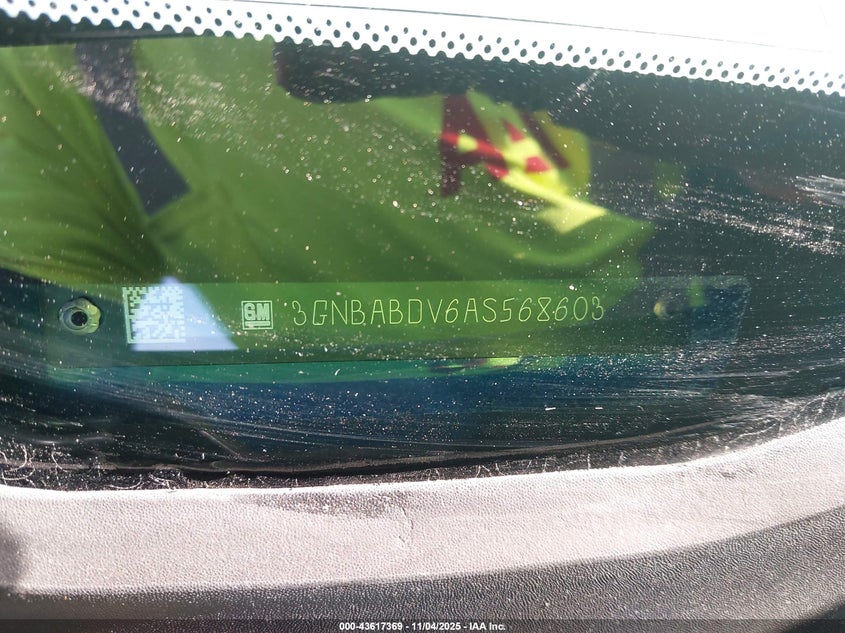 GM 3GNBABDV6AS568603
000-43617369 - 11/04/2025 - IAA Inc.